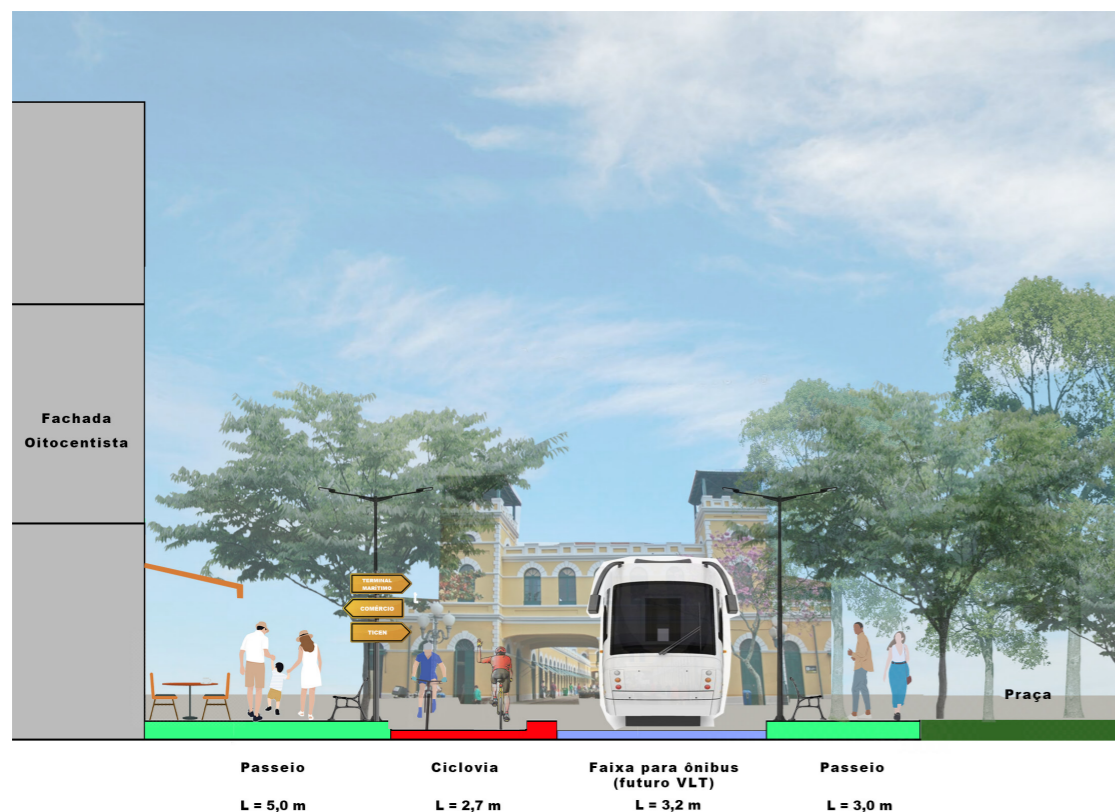 Fachada
Oitocentista
TERMINAL
MARÍTIMO
COMÉRCIO
TICEN
L
Praça
Passeio
Ciclovia
Faixa para ônibus
(futuro VLT)
Passeio
L = 5,0 m
L = 2,7 m
L = 3,2 m
L = 3,0 m